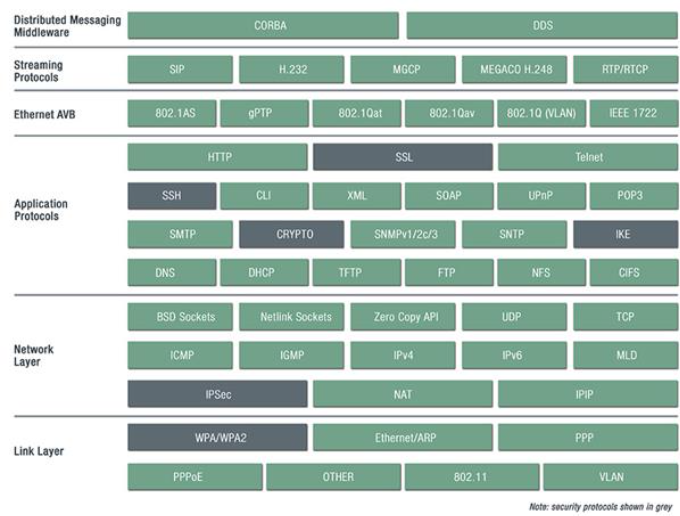 Distributed Messaging
Middleware
CORBA DDS
Streaming
Protocols
SIP H.232 MGCP MEGACO H.248 RTP/RTCP
Ethernet AVB
802.1AS gPTP 802.1Qat 802.1Qav 802.1Q (VLAN) IEEE 1722
Application
Protocols
HTTP SSL Telnet
SSH CLI XML SOAP UPnP POP3
SMTP CRYPTO SNMPv1/2c/3 SNTP IKE
DNS DHCP TFTP FTP NFS CIFS
Network
Layer
BSD Sockets Netlink Sockets Zero Copy API UDP TCP
ICMP IGMP IPv4 IPv6 MLD
IPSec NAT IPIP
Link Layer
WPA/WPA2 Ethernet/ARP PPP
PPPoE OTHER 802.11 VLAN
Note: security protocols shown in grey